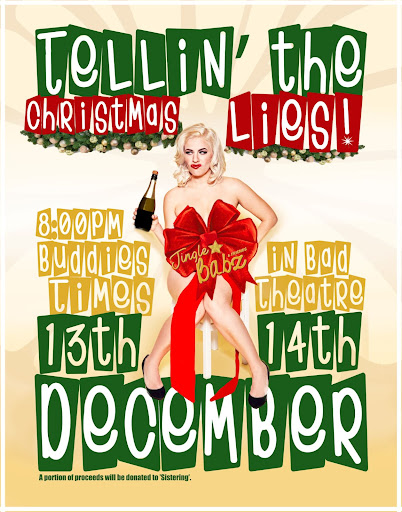 Tellin' the
Christmas Lies!
8:00PM
Buddies in Bad
Times theatre
Jingle
Babz
13th 14th
December
A portion of proceeds will be donated to 'Sistering'.